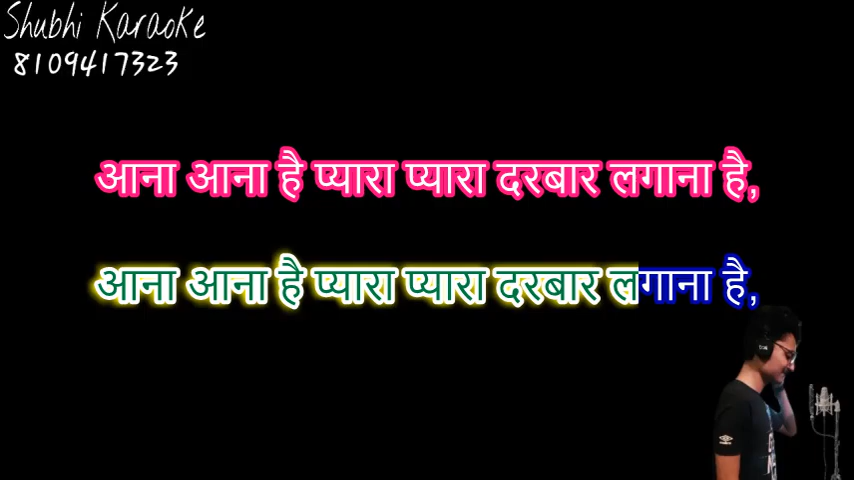 Shubhi Karaoke
8109417323
आना आना है प्यारा प्यारा दरबार लगाना है,
आना आना है प्यारा प्यारा दरबार लगाना है,